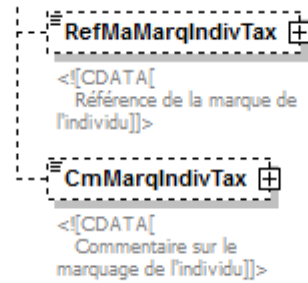 RefMaMarqIndivTax
<![CDATA[
Référence de la marque de
l'individu]]>
CmMarqIndivTax
<![CDATA[
Commentaire sur le
marquage de l'individu]]>